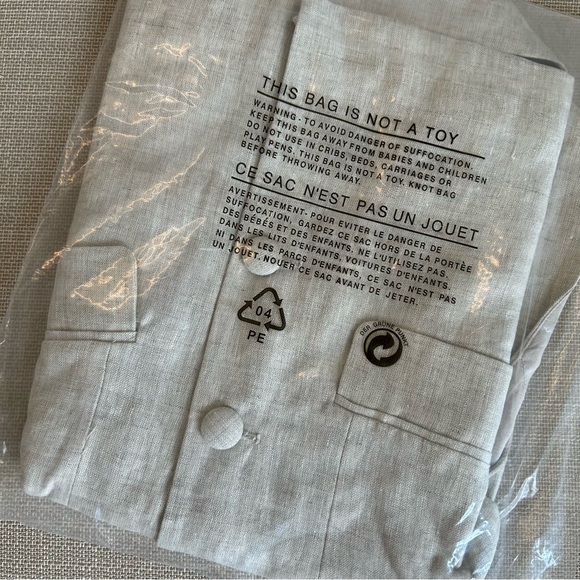 THIS BAG IS NOT A TOY
WARNING - TO AVOID DANGER OF SUFFOCATION,
KEEP THIS BAG AWAY FROM BABIES AND CHILDREN
DO NOT USE IN CRIBS, BEDS, CARRIAGES OR
PLAY PENS, THIS BAG IS NOT A TOY. KNOT BAG
BEFORE THROWING AWAY.
CE SAC N'EST PAS UN JOUET
AVERTISSEMENT- POUR EVITER LE DANGER DE
SUFFOCATION, GARDEZ CE SAC HORS DE LA PORTÉE
DES BÉBÉS ET DES ENFANTS. NE L'UTILISEZ PAS
DANS LES LITS D'ENFANTS, VOITURES D'ENFANTS,
NI DANS LES PARCS D'ENFANTS, CE SAC N'EST PAS
UN JOUET. NOUER CE SAC AVANT DE JETER.
04
PE
DER GRÜNE PUNKT